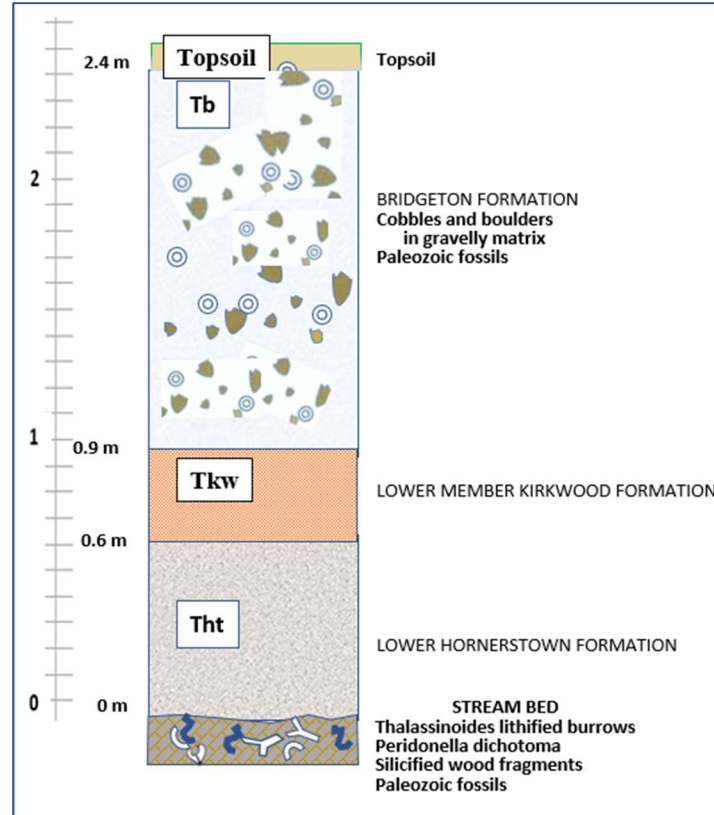 Topsoil
2.4 m
Topsoil
Tb
2
BRIDGETON FORMATION
Cobbles and boulders
in gravelly matrix
Paleozoic fossils
1
0.9 m
Tkw
LOWER MEMBER KIRKWOOD FORMATION
0.6 m
Tht
LOWER HORNERSTOWN FORMATION
0
0 m
STREAM BED
Thalassinoides lithified burrows
Peridonella dichotoma
Silicified wood fragments
Paleozoic fossils